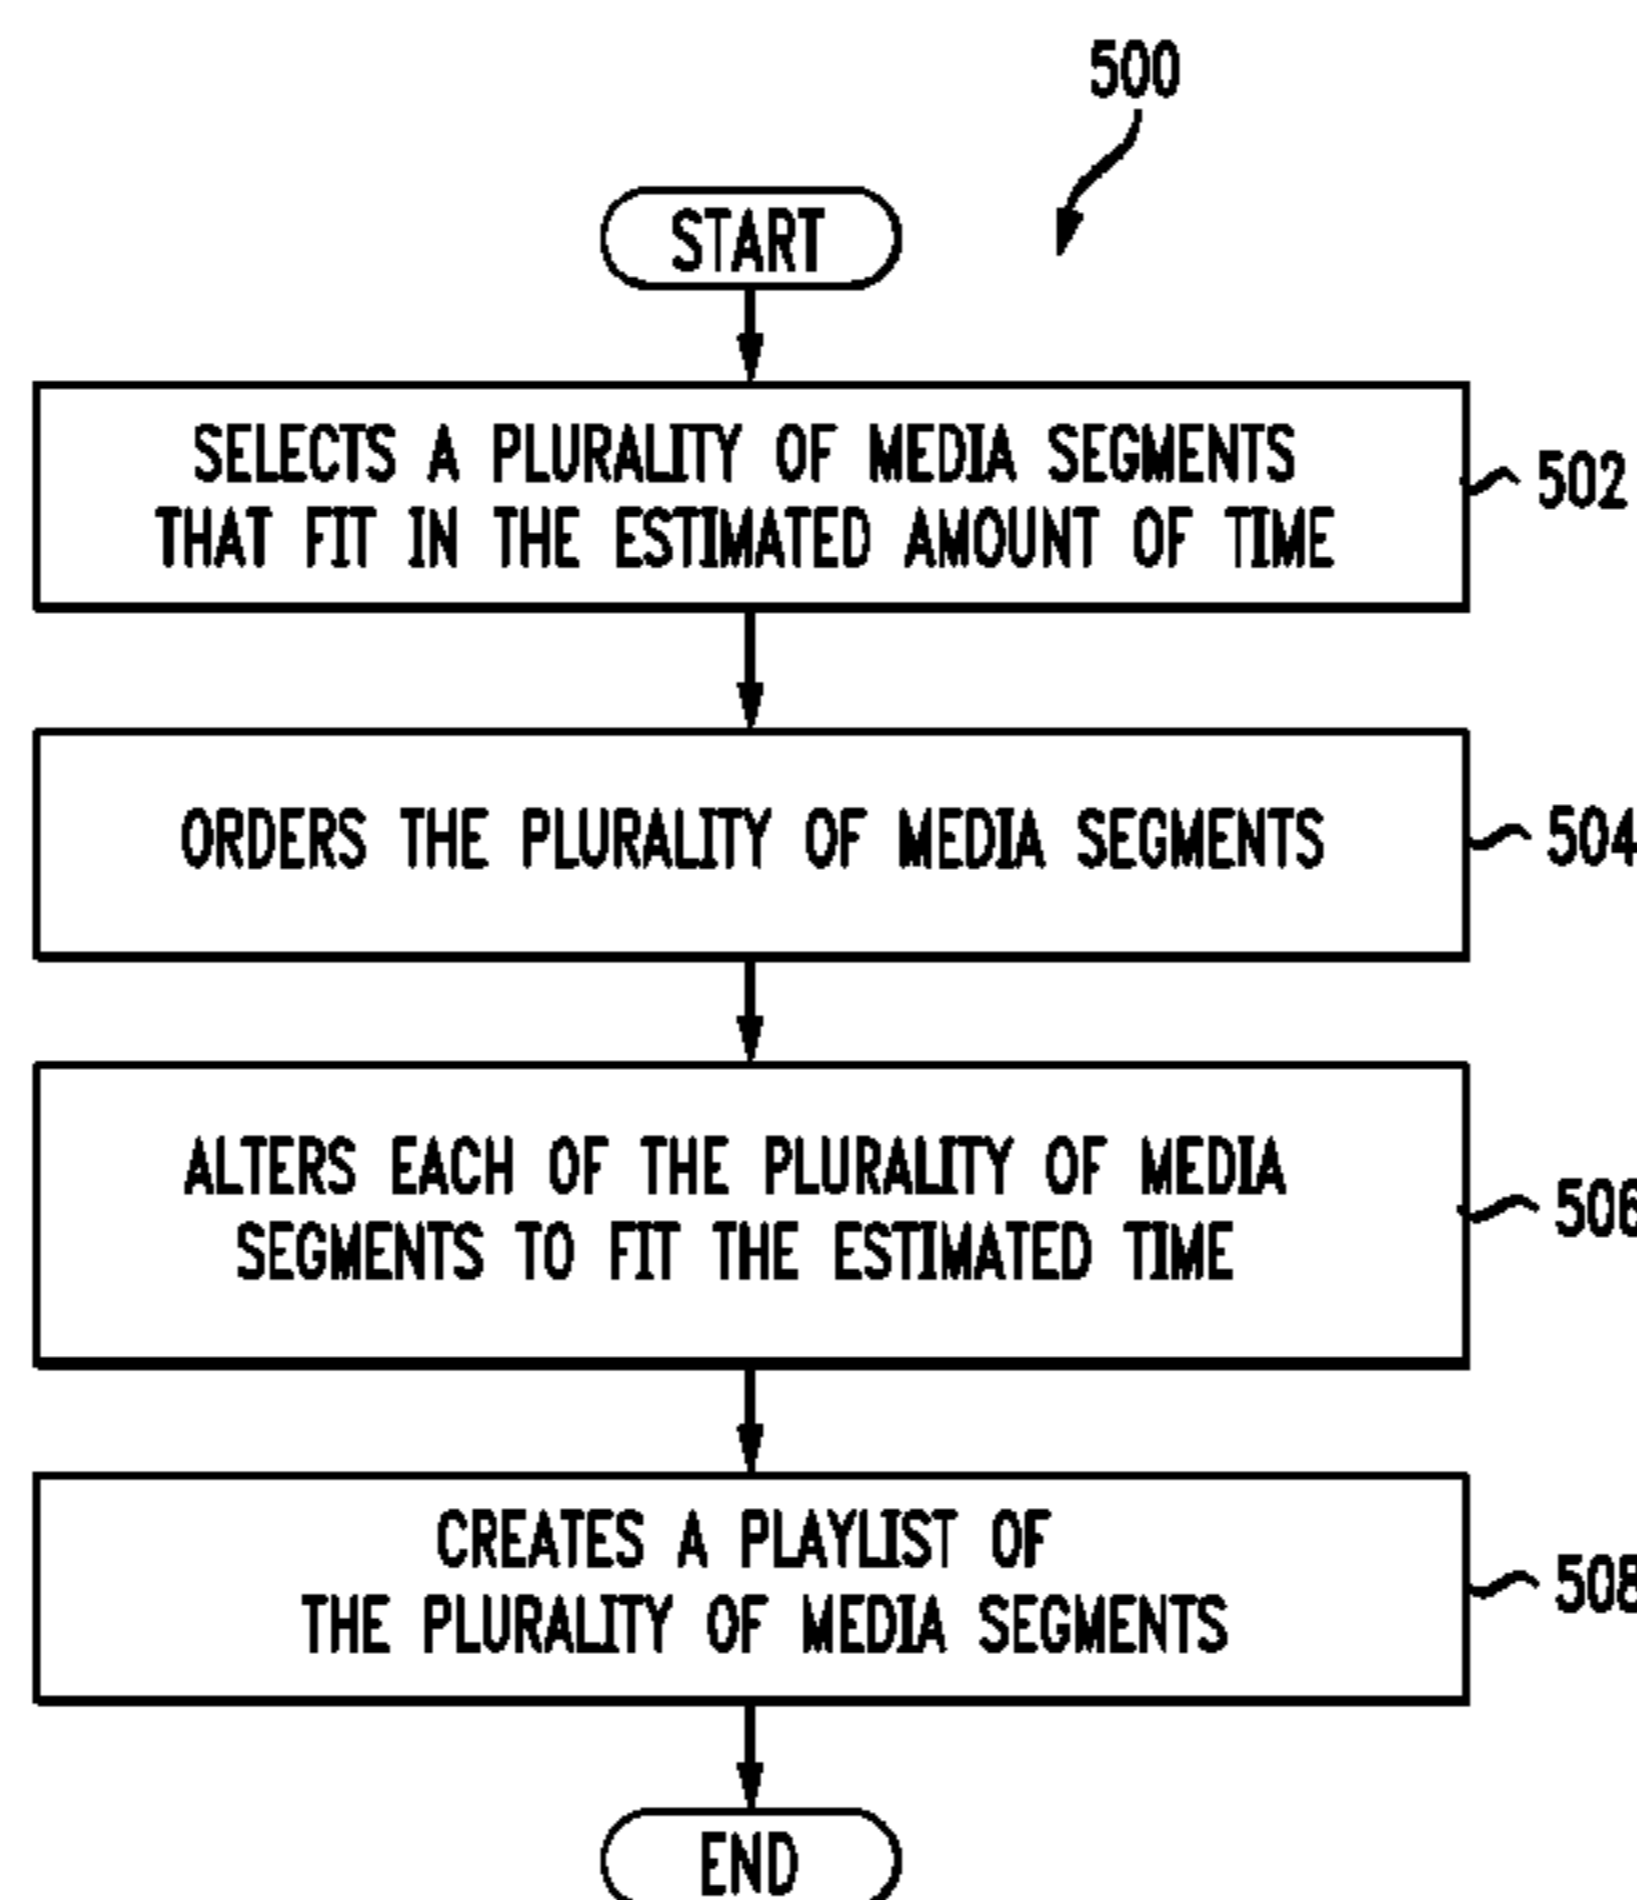 500
START
SELECTS A PLURALITY OF MEDIA SEGMENTS
THAT FIT IN THE ESTIMATED AMOUNT OF TIME
502
ORDERS THE PLURALITY OF MEDIA SEGMENTS
504
ALTERS EACH OF THE PLURALITY OF MEDIA
SEGMENTS TO FIT THE ESTIMATED TIME
506
CREATES A PLAYLIST OF
THE PLURALITY OF MEDIA SEGMENTS
508
END